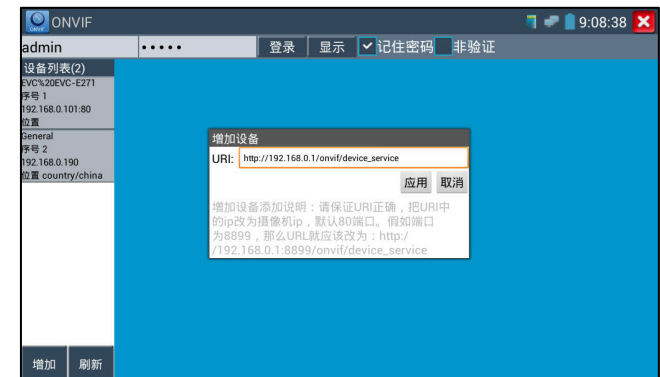 ONVIF
9:08:38
admin
•••••
登录
显示
记住密码
非验证
设备列表(2)
EVC%20EVC-E271
序号 1
192.168.0.101:80
位置
General
序号 2
192.168.0.190
位置 country/china
增加设备
URI: http://192.168.0.1/onvif/device_service
应用
取消
增加设备添加说明：请保证URI正确，把URI中
的ip改为摄像机ip，默认80端口。假如端口
为8899，那么URL就应该改为：http:/
/192.168.0.1:8899/onvif/device_service
增加
刷新